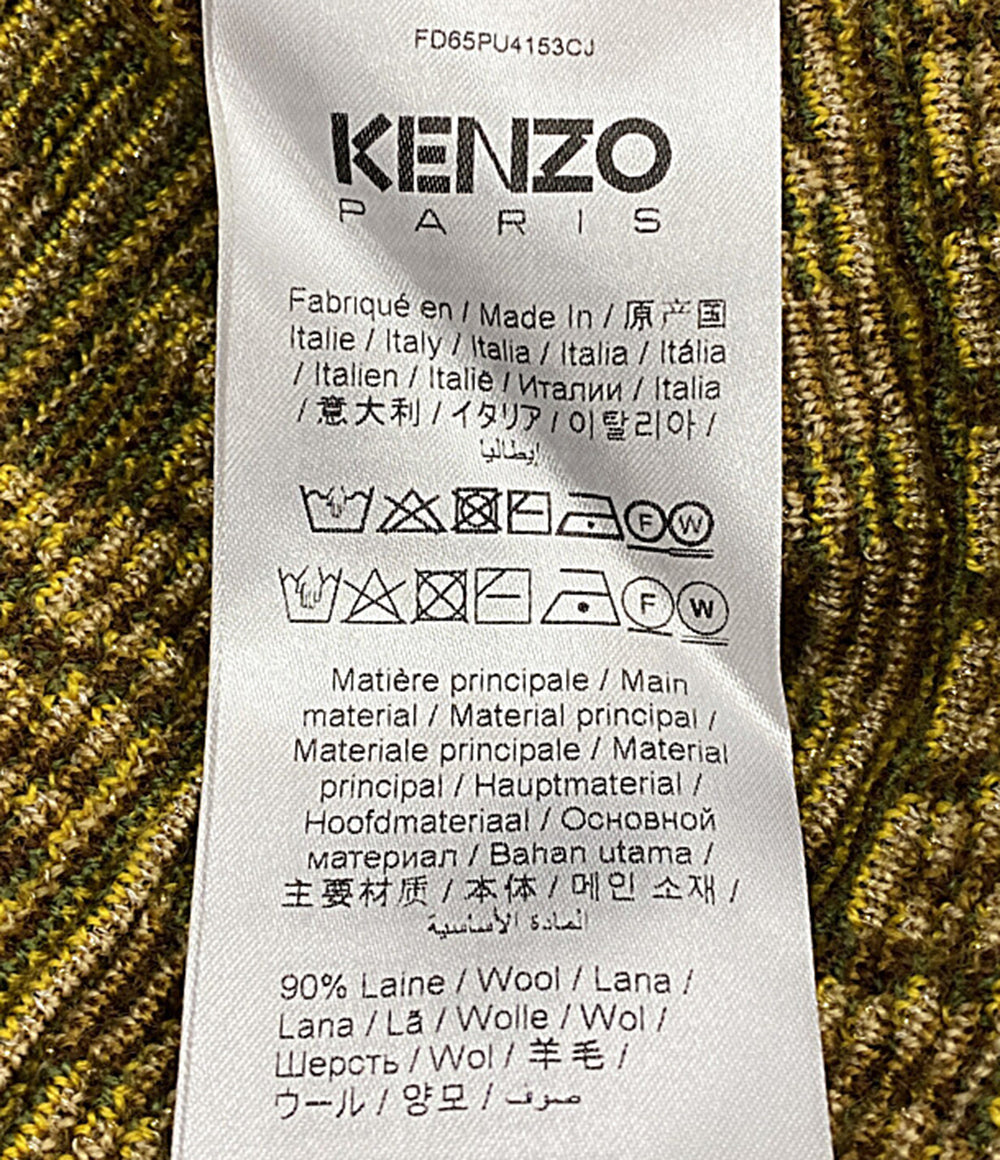 FD65PU4153CJ
KENZO
PARIS
Fabriqué en / Made In / 原产国
Italie / Italy / Italia / Italia / Itália
/ Italien / Italië / Италии / Italia
/ 意大利 / イタリア / 이탈리아 /
إيطاليا
F W
F W
Matière principale / Main
material / Material principal /
Materiale principale / Material
principal / Hauptmaterial /
Hoofdmateriaal / Основной
материал / Bahan utama /
主要材质 / 本体 / 메인 소재 /
المادة الأساسية
90% Laine / Wool / Lana /
Lana / Lã / Wolle / Wol /
Шерсть / Wol / 羊毛 /
ウール / 양모 / صوف